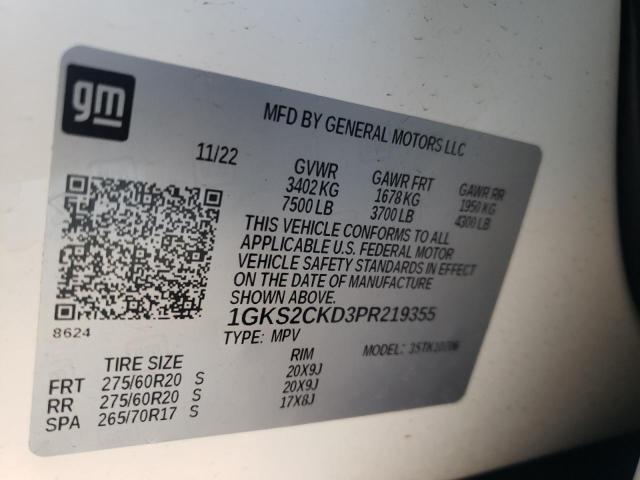 gm
MFD BY GENERAL MOTORS LLC
11/22
GVWR GAWR FRT GAWR RR
3402 KG 1678 KG 1950 KG
7500 LB 3700 LB 4300 LB
THIS VEHICLE CONFORMS TO ALL
APPLICABLE U.S. FEDERAL MOTOR
VEHICLE SAFETY STANDARDS IN EFFECT
ON THE DATE OF MANUFACTURE
SHOWN ABOVE.
1GKS2CKD3PR219355
8624
TYPE: MPV MODEL:
TIRE SIZE RIM
FRT 275/60R20 S 20X9J
RR 275/60R20 S 20X9J
SPA 265/70R17 S 17X8J